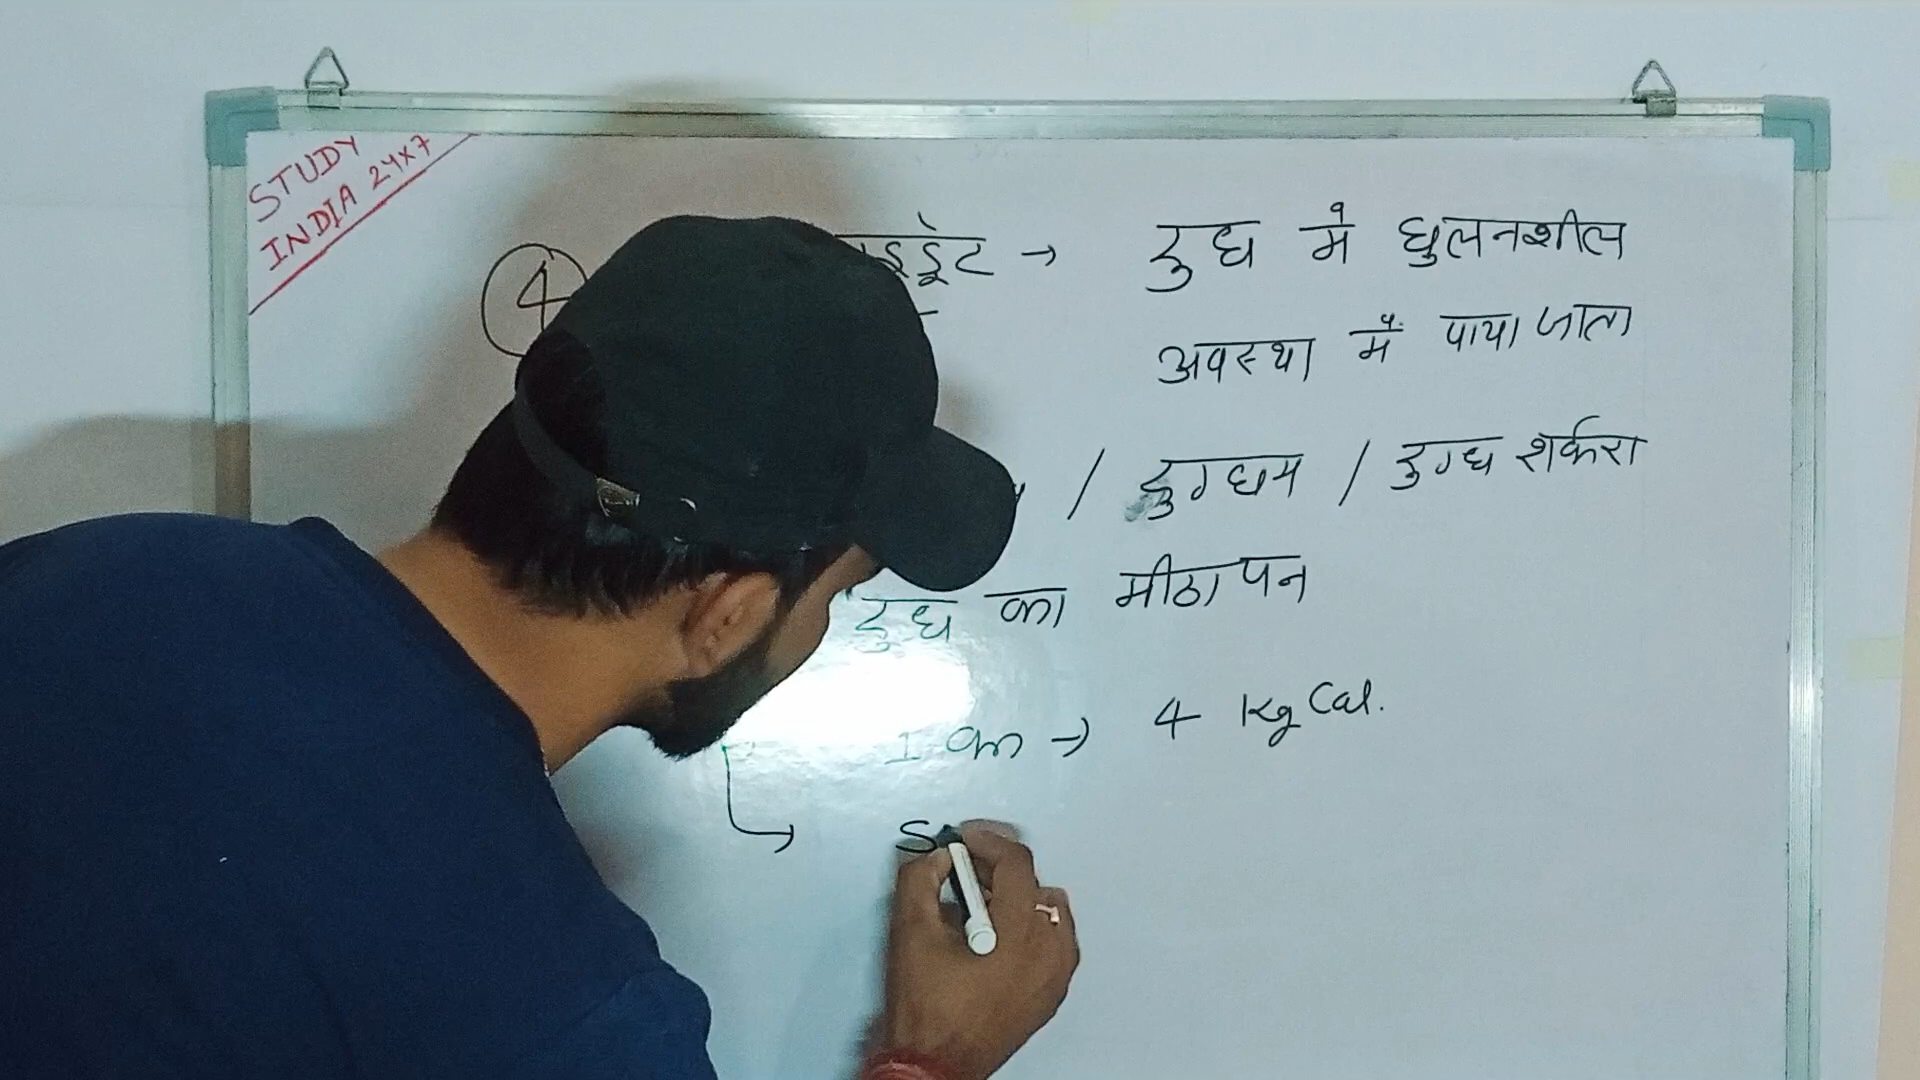 STUDY
INDIA 24x7
4 इड्रेट → दुध में घुलनशील
अवस्था में पाया जाता
/ दुग्धम / दुग्ध शर्करा
दुध का मीठापन
1 Gm → 4 Kg Cal.
S